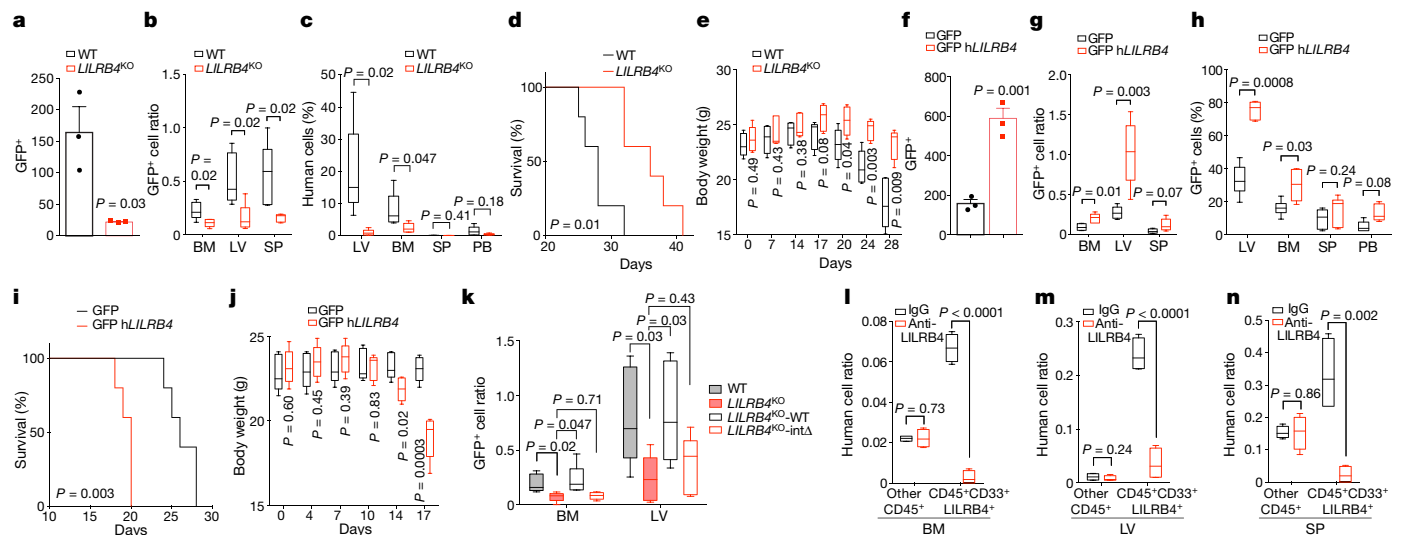 a
WT
LILRB4KO
GFP+
250
200
150
100
50
0
P = 0.03
b
WT
LILRB4KO
GFP+ cell ratio
1.5
1.0
0.5
0
P =
0.02
P = 0.02
P = 0.02
BM LV SP
c
WT
LILRB4KO
Human cells (%)
50
40
30
20
10
0
P = 0.02
P = 0.047
P = 0.41
P = 0.18
LV BM SP PB
d
WT
LILRB4KO
Survival (%)
100
50
0
P = 0.01
20 30 40
Days
e
WT
LILRB4KO
Body weight (g)
30
25
20
15
P = 0.49
P = 0.43
P = 0.38
P = 0.08
P = 0.04
P = 0.003
P = 0.009
0 7 14 17 20 24 28
Days
f
GFP
GFP hLILRB4
GFP+
800
600
400
200
0
P = 0.001
g
GFP
GFP hLILRB4
GFP+ cell ratio
2.0
1.0
0
P = 0.01
P = 0.003
P = 0.07
BM LV SP
h
GFP
GFP hLILRB4
GFP+ cells (%)
100
80
60
40
20
0
P = 0.0008
P = 0.03
P = 0.24
P = 0.08
LV BM SP PB
i
GFP
GFP hLILRB4
Survival (%)
100
50
0
P = 0.003
10 20 30
Days
j
GFP
GFP hLILRB4
Body weight (g)
25
20
15
P = 0.60
P = 0.45
P = 0.39
P = 0.83
P = 0.02
P = 0.0003
0 4 7 10 14 17
Days
k
GFP+ cell ratio
1.5
1.0
0.5
0
P = 0.02
P = 0.047
P = 0.71
P = 0.03
P = 0.03
P = 0.43
BM LV
WT
LILRB4KO
LILRB4KO-WT
LILRB4KO-intΔ
l
IgG
Anti-
LILRB4
Human cell ratio
0.08
0.06
0.04
0.02
0
P < 0.0001
P = 0.73
Other CD45+CD33+
CD45+ LILRB4+
BM
m
IgG
Anti-
LILRB4
Human cell ratio
0.3
0.2
0.1
0
P < 0.0001
P = 0.24
Other CD45+CD33+
CD45+ LILRB4+
LV
n
IgG
Anti-
LILRB4
Human cell ratio
0.5
0.4
0.3
0.2
0.1
0
P = 0.002
P = 0.86
Other CD45+CD33+
CD45+ LILRB4+
SP